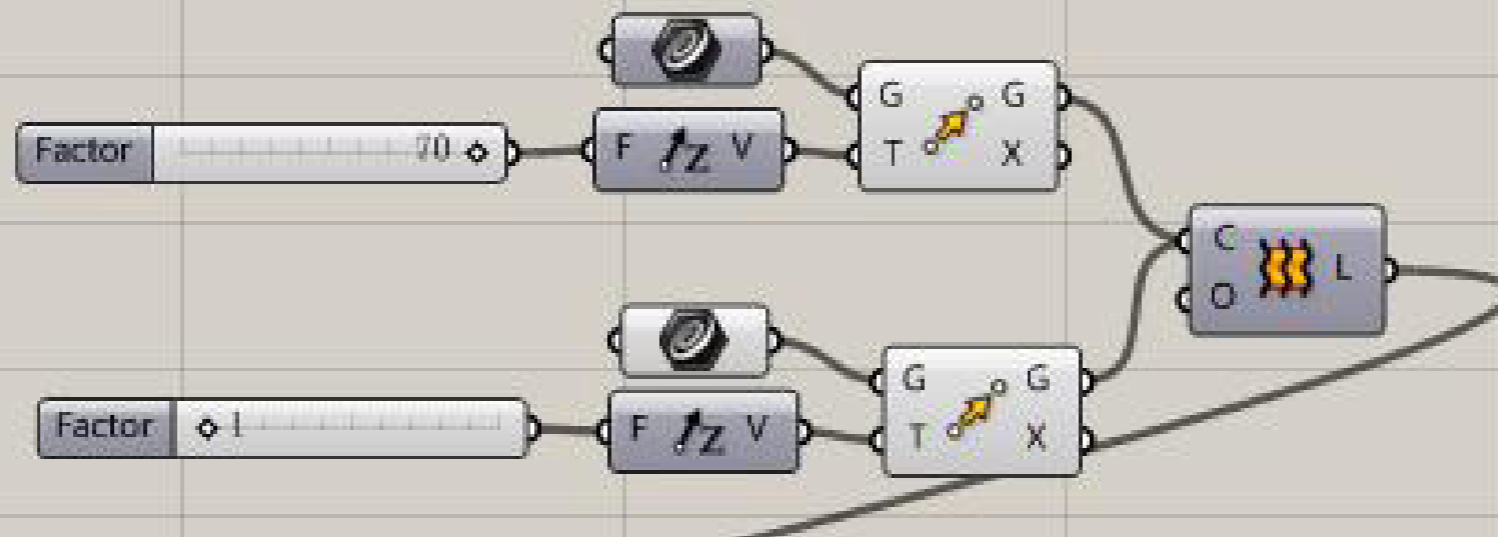 G G
Factor 70 F Z V T X
C L
O
G G
Factor 1 F Z V T X